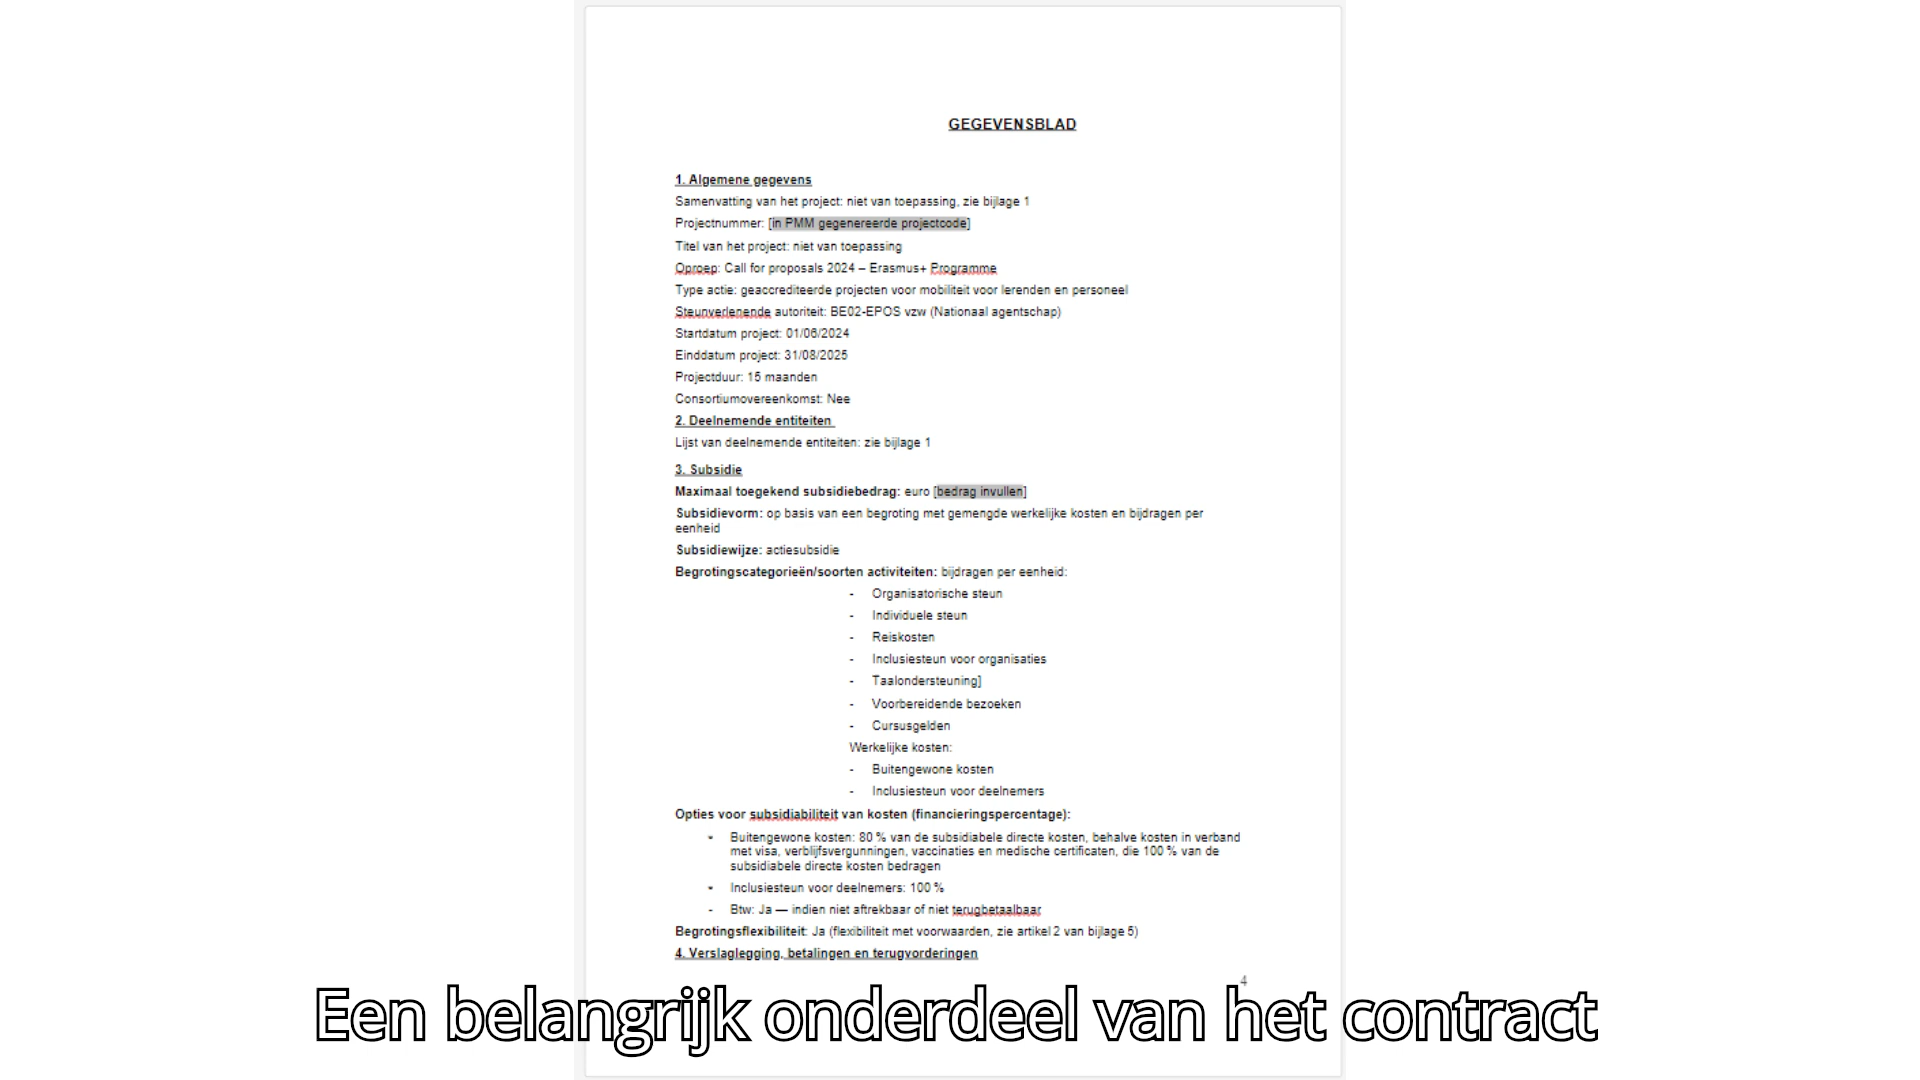 GEGEVENSBLAD
1. Algemene gegevens
Samenvatting van het project: niet van toepassing, zie bijlage 1
Projectnummer: [in PMM gegenereerde projectcode]
Titel van het project: niet van toepassing
Oproep: Call for proposals 2024 – Erasmus+ Programme
Type actie: geaccrediteerde projecten voor mobiliteit voor lerenden en personeel
Steunverlenende autoriteit: BE02-EPOS vzw (Nationaal agentschap)
Startdatum project: 01/06/2024
Einddatum project: 31/08/2025
Projectduur: 15 maanden
Consortiumovereenkomst: Nee
2. Deelnemende entiteiten
Lijst van deelnemende entiteiten: zie bijlage 1
3. Subsidie
Maximaal toegekend subsidiebedrag: euro [bedrag invullen]
Subsidievorm: op basis van een begroting met gemengde werkelijke kosten en bijdragen per
eenheid
Subsidiewijze: actiesubsidie
Begrotingscategorieën/soorten activiteiten: bijdragen per eenheid:
- Organisatorische steun
- Individuele steun
- Reiskosten
- Inclusiesteun voor organisaties
- Taalondersteuning]
- Voorbereidende bezoeken
- Cursusgelden
Werkelijke kosten:
- Buitengewone kosten
- Inclusiesteun voor deelnemers
Opties voor subsidiabiliteit van kosten (financieringspercentage):
- Buitengewone kosten: 80 % van de subsidiabele directe kosten, behalve kosten in verband
met visa, verblijfsvergunningen, vaccinaties en medische certificaten, die 100 % van de
subsidiabele directe kosten bedragen
- Inclusiesteun voor deelnemers: 100 %
- Btw: Ja — indien niet aftrekbaar of niet terugbetaalbaar
Begrotingsflexibiliteit: Ja (flexibiliteit met voorwaarden, zie artikel 2 van bijlage 5)
4. Verslaglegging, betalingen en terugvorderingen
4
Een belangrijk onderdeel van het contract